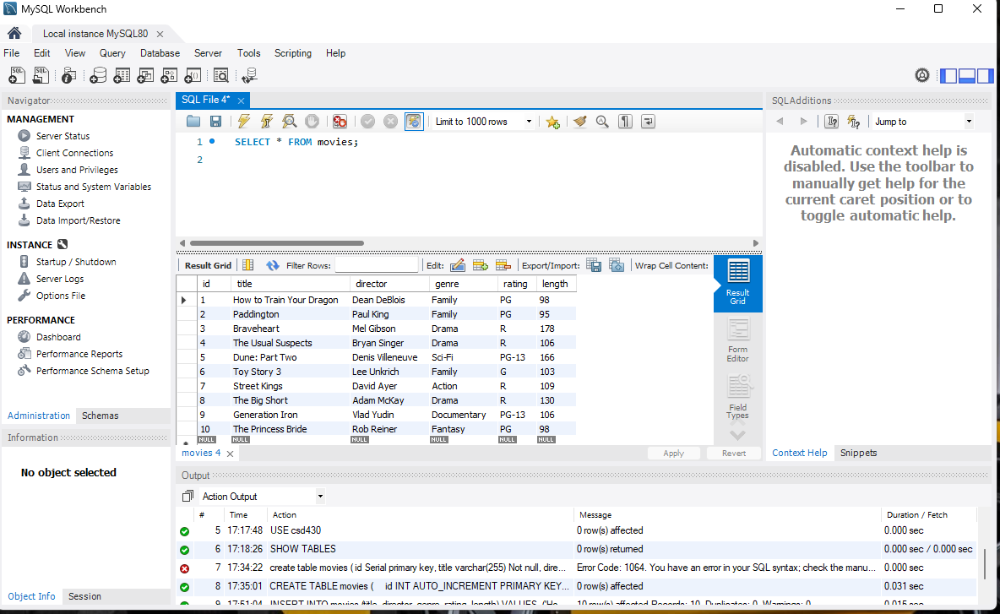 MySQL Workbench
Local instance MySQL80
File Edit View Query Database Server Tools Scripting Help
Navigator
MANAGEMENT
Server Status
Client Connections
Users and Privileges
Status and System Variables
Data Export
Data Import/Restore
INSTANCE
Startup / Shutdown
Server Logs
Options File
PERFORMANCE
Dashboard
Performance Reports
Performance Schema Setup
Administration Schemas
Information
No object selected
Object Info Session
SQL File 4*
Limit to 1000 rows
1 SELECT * FROM movies;
2
Result Grid Filter Rows: Edit: Export/Import: Wrap Cell Content:
id title director genre rating length
1 How to Train Your Dragon Dean DeBlois Family PG 98
2 Paddington Paul King Family PG 95
3 Braveheart Mel Gibson Drama R 178
4 The Usual Suspects Bryan Singer Drama R 106
5 Dune: Part Two Denis Villeneuve Sci-Fi PG-13 166
6 Toy Story 3 Lee Unkrich Family G 103
7 Street Kings David Ayer Action R 109
8 The Big Short Adam McKay Drama R 130
9 Generation Iron Vlad Yudin Documentary PG-13 106
10 The Princess Bride Rob Reiner Fantasy PG 98
NULL NULL NULL NULL NULL NULL
Result
Grid
Form
Editor
Field
Types
movies 4
Apply Revert
SQLAdditions
Jump to
Automatic context help is
disabled. Use the toolbar to
manually get help for the
current caret position or to
toggle automatic help.
Context Help Snippets
Output
Action Output
# Time Action Message Duration / Fetch
5 17:17:48 USE csd430 0 row(s) affected 0.000 sec
6 17:18:26 SHOW TABLES 0 row(s) returned 0.000 sec / 0.000 sec
7 17:34:22 create table movies ( id Serial primary key, title varchar(255) Not null, dire... Error Code: 1064. You have an error in your SQL syntax; check the manu... 0.000 sec
8 17:35:01 CREATE TABLE movies ( id INT AUTO_INCREMENT PRIMARY KEY... 0 row(s) affected 0.031 sec
9 17:51:04 INSERT INTO movies (title, director, genre, rating, length) VALUES ('Ho... 10 row(s) affected Records: 10 Duplicates: 0 Warnings: 0 0.015 sec